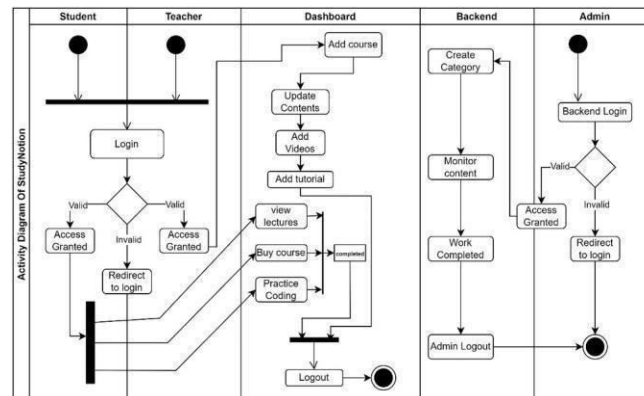 Activity Diagram Of StudyNotion
Student
Teacher
Dashboard
Backend
Admin
Add course
Update
Contents
Add
Videos
Add tutorial
view
lectures
Buy course
Practice
Coding
completed
Logout
Login
Valid
Valid
Invalid
Access
Granted
Access
Granted
Redirect
to login
Create
Category
Monitor
content
Work
Completed
Admin Logout
Backend Login
Valid
Invalid
Access
Granted
Redirect
to login